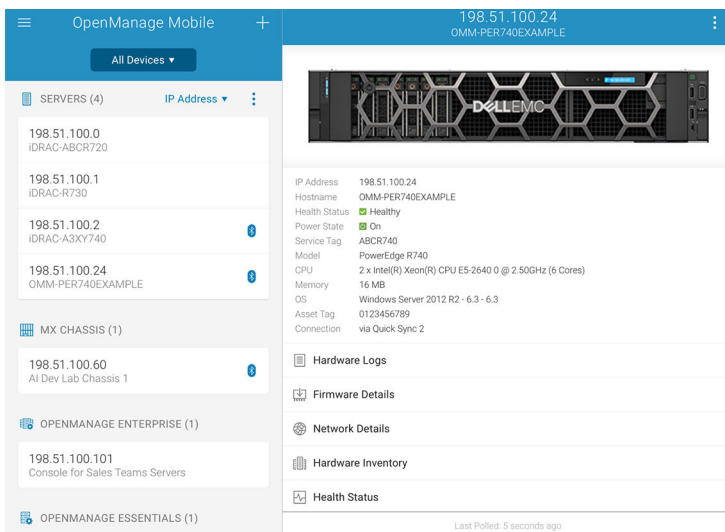 OpenManage Mobile
All Devices
SERVERS (4)
IP Address
198.51.100.0
iDRAC-ABCR720
198.51.100.1
iDRAC-R730
198.51.100.2
iDRAC-A3XY740
198.51.100.24
OMM-PER740EXAMPLE
MX CHASSIS (1)
198.51.100.60
AI Dev Lab Chassis 1
OPENMANAGE ENTERPRISE (1)
198.51.100.101
Console for Sales Teams Servers
OPENMANAGE ESSENTIALS (1)
198.51.100.24
OMM-PER740EXAMPLE
DELLEMC
IP Address 198.51.100.24
Hostname OMM-PER740EXAMPLE
Health Status Healthy
Power State On
Service Tag ABCR740
Model PowerEdge R740
CPU 2 x Intel(R) Xeon(R) CPU E5-2640 0 @ 2.50GHz (6 Cores)
Memory 16 MB
OS Windows Server 2012 R2 - 6.3 - 6.3
Asset Tag 0123456789
Connection via Quick Sync 2
Hardware Logs
Firmware Details
Network Details
Hardware Inventory
Health Status
Last Polled: 5 seconds ago